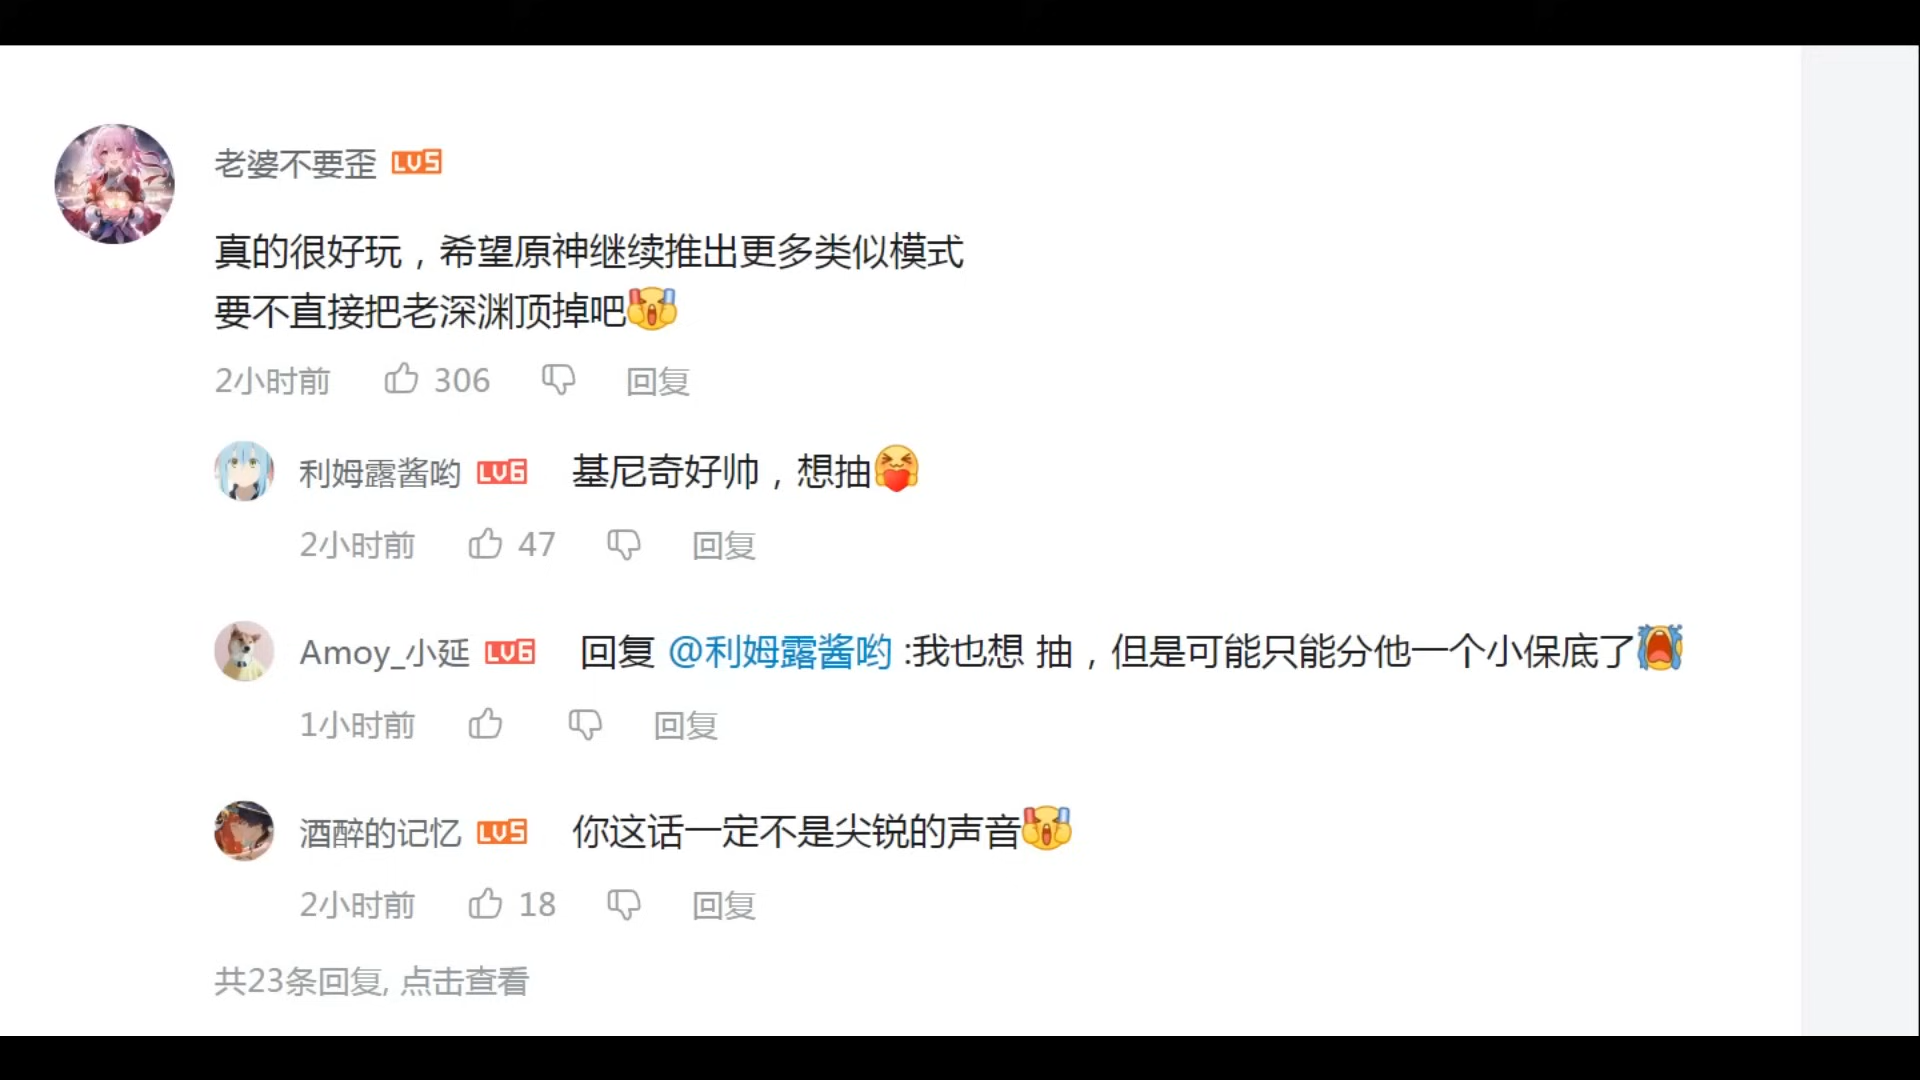 老婆不要歪 LV5
真的很好玩，希望原神继续推出更多类似模式
要不直接把老深渊顶掉吧
2小时前 306 回复
利姆露酱哟 LV6 基尼奇好帅，想抽
2小时前 47 回复
Amoy_小延 LV6 回复 @利姆露酱哟 :我也想 抽，但是可能只能分他一个小保底了
1小时前 回复
酒醉的记忆 LV5 你这话一定不是尖锐的声音
2小时前 18 回复
共23条回复, 点击查看